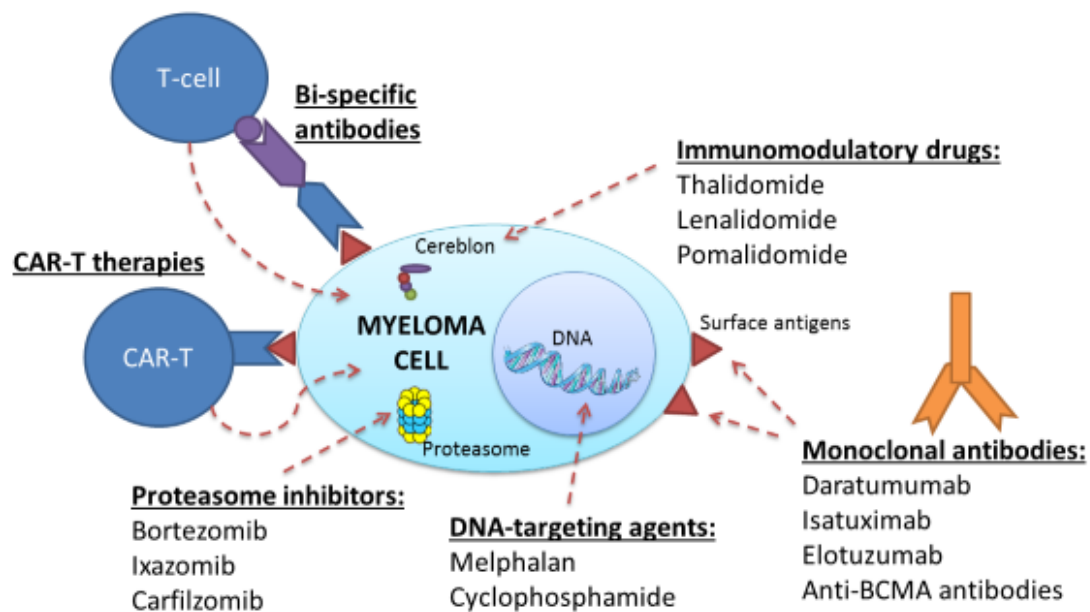 T-cell
Bi-specific
antibodies
Immunomodulatory drugs:
Thalidomide
Lenalidomide
Pomalidomide
Cereblon
CAR-T therapies
CAR-T
MYELOMA
CELL
DNA
Surface antigens
Proteasome
Proteasome inhibitors:
Bortezomib
Ixazomib
Carfilzomib
DNA-targeting agents:
Melphalan
Cyclophosphamide
Monoclonal antibodies:
Daratumumab
Isatuximab
Elotuzumab
Anti-BCMA antibodies